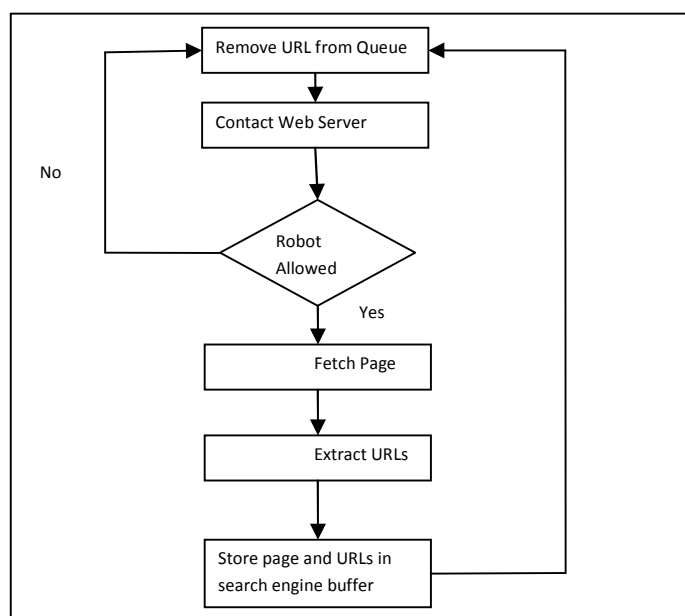 Remove URL from Queue
Contact Web Server
No
Robot
Allowed
Yes
Fetch Page
Extract URLs
Store page and URLs in
search engine buffer